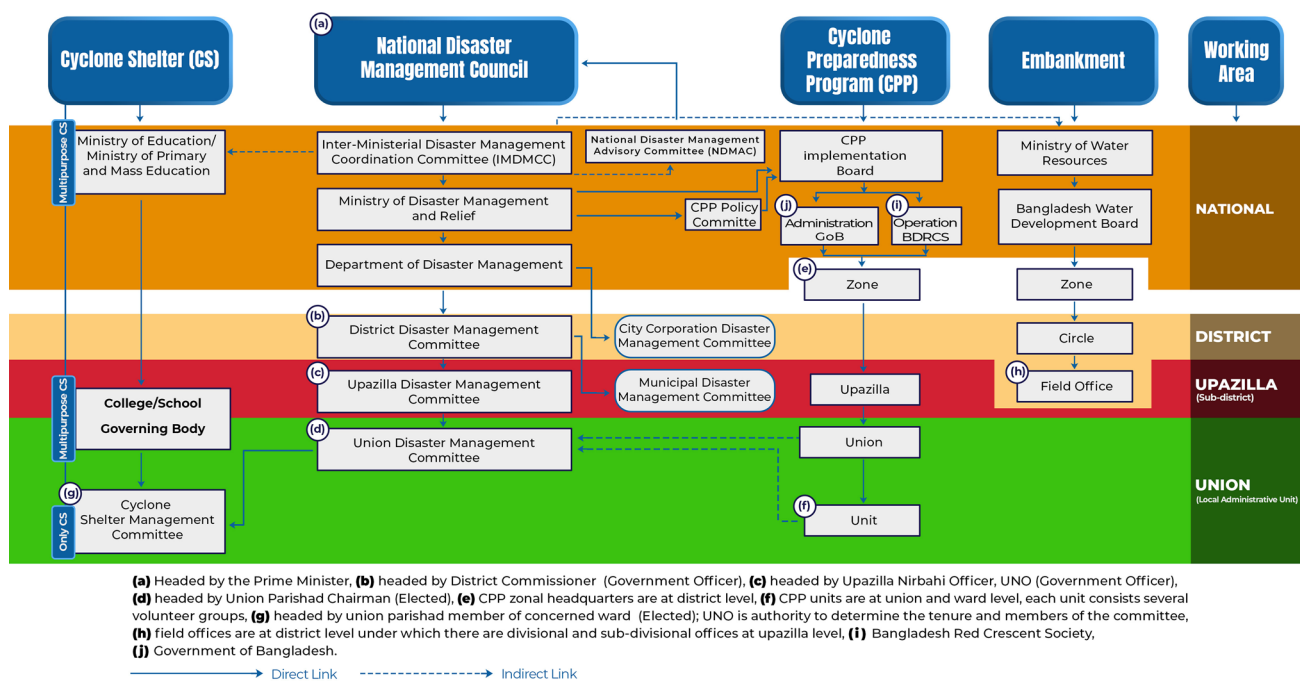 Cyclone Shelter (CS)
(a)
National Disaster
Management Council
Cyclone
Preparedness
Program (CPP)
Embankment
Working
Area
Multipurpose CS
Ministry of Education/
Ministry of Primary
and Mass Education
Inter-Ministerial Disaster Management
Coordination Committee (IMDMCC)
National Disaster Management
Advisory Committee (NDMAC)
CPP
implementation
Board
Ministry of Water
Resources
NATIONAL
Ministry of Disaster Management
and Relief
CPP Policy
Committe
(j)
Administration
GoB
(i)
Operation
BDRCS
Bangladesh Water
Development Board
Department of Disaster Management
(e)
Zone
Zone
(b)
District Disaster Management
Committee
City Corporation Disaster
Management Committee
Circle
DISTRICT
Multipurpose CS
College/School
Governing Body
(c)
Upazilla Disaster Management
Committee
Municipal Disaster
Management Committee
Upazilla
(h)
Field Office
UPAZILLA
(Sub-district)
(d)
Union Disaster Management
Committee
Union
UNION
(Local Administrative Unit)
Only CS
(g)
Cyclone
Shelter Management
Committee
(f)
Unit
(a) Headed by the Prime Minister, (b) headed by District Commissioner (Government Officer), (c) headed by Upazilla Nirbahi Officer, UNO (Government Officer),
(d) headed by Union Parishad Chairman (Elected), (e) CPP zonal headquarters are at district level, (f) CPP units are at union and ward level, each unit consists several
volunteer groups, (g) headed by union parishad member of concerned ward (Elected); UNO is authority to determine the tenure and members of the committee,
(h) field offices are at district level under which there are divisional and sub-divisional offices at upazilla level, (i) Bangladesh Red Crescent Society,
(j) Government of Bangladesh.
Direct Link
Indirect Link